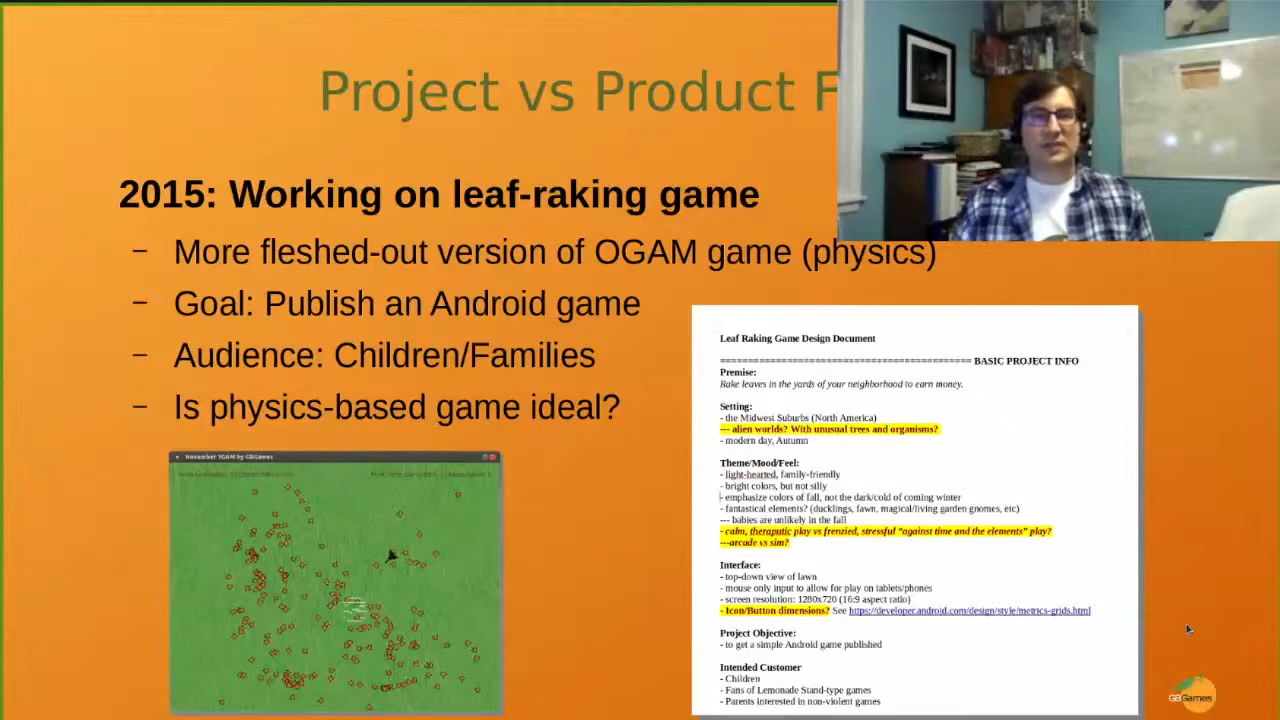 Project vs Product F
2015: Working on leaf-raking game
– More fleshed-out version of OGAM game (physics)
– Goal: Publish an Android game
– Audience: Children/Families
– Is physics-based game ideal?
November 1GAM by GBGames
Leaf Raking Game Design Document
============================================ BASIC PROJECT INFO
Premise:
Rake leaves in the yards of your neighborhood to earn money.
Setting:
- the Midwest Suburbs (North America)
--- alien worlds? With unusual trees and organisms?
- modern day, Autumn
Theme/Mood/Feel:
- light-hearted, family-friendly
- bright colors, but not silly
- emphasize colors of fall, not the dark/cold of coming winter
- fantastical elements? (ducklings, fawn, magical/living garden gnomes, etc)
--- babies are unlikely in the fall
- calm, theraputic play vs frenzied, stressful “against time and the elements” play?
---arcade vs sim?
Interface:
- top-down view of lawn
- mouse only input to allow for play on tablets/phones
- screen resolution: 1280x720 (16:9 aspect ratio)
- Icon/Button dimensions? See https://developer.android.com/design/style/metrics-grids.html
Project Objective:
- to get a simple Android game published
Intended Customer
- Children
- Fans of Lemonade Stand-type games
- Parents interested in non-violent games
GBGames